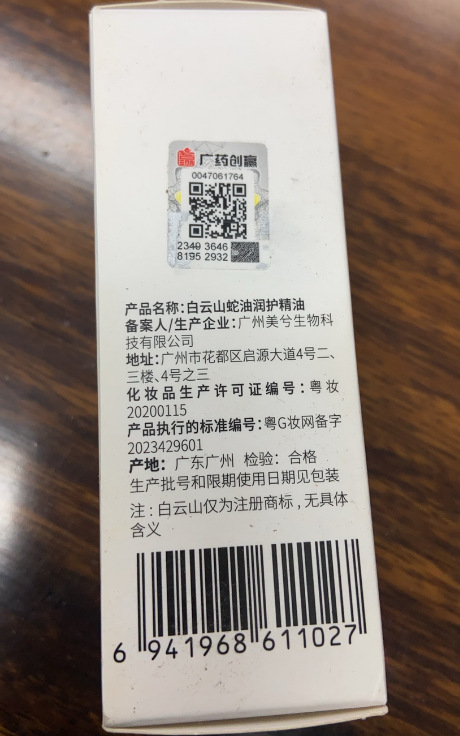 广药创赢
0047061764
2340 3646
8195 2932
产品名称:白云山蛇油润护精油
备案人/生产企业:广州美兮生物科
技有限公司
地址:广州市花都区启源大道4号二、
三楼、4号之三
化妆品生产许可证编号:粤妆
20200115
产品执行的标准编号:粤G妆网备字
2023429601
产地: 广东广州 检验: 合格
生产批号和限期使用日期见包装
注:白云山仅为注册商标,无具体
含义
6 941968 611027